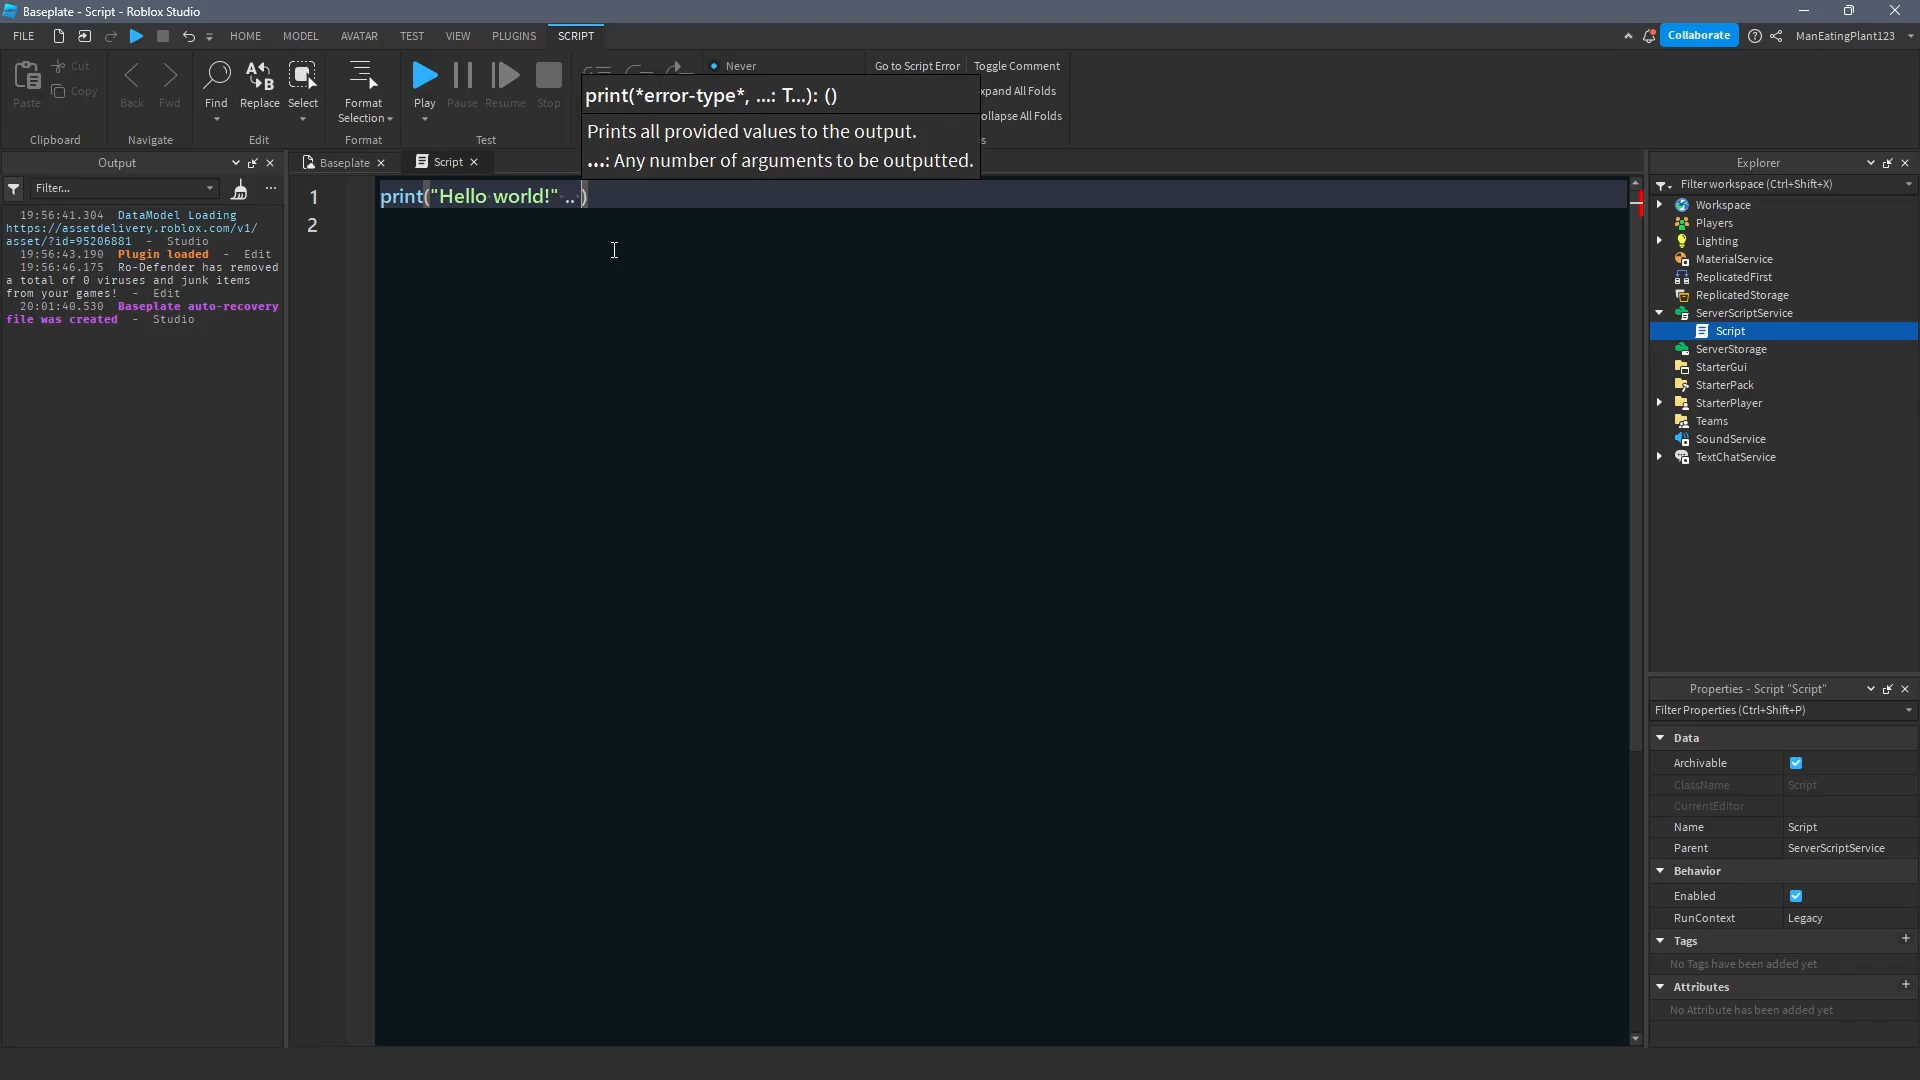 Baseplate - Script - Roblox Studio
FILE HOME MODEL AVATAR TEST VIEW PLUGINS SCRIPT Collaborate ManEatingPlant123
Paste Cut Copy
Clipboard
Back Fwd
Navigate
Find Replace Select
Edit
Format
Selection
Format
Play Pause Resume Stop
Test
Never
Go to Script Error Toggle Comment
xpand All Folds
ollapse All Folds
s
print(*error-type*, ...: T...): ()
Prints all provided values to the output.
...: Any number of arguments to be outputted.
Output
Filter...
19:56:41.304 DataModel Loading
https://assetdelivery.roblox.com/v1/
asset/?id=95206881 - Studio
19:56:43.190 Plugin loaded - Edit
19:56:46.175 Ro-Defender has removed
a total of 0 viruses and junk items
from your games! - Edit
20:01:40.530 Baseplate auto-recovery
file was created - Studio
Baseplate Script
1 print("Hello world!" .. )
2
Explorer
Filter workspace (Ctrl+Shift+X)
Workspace
Players
Lighting
MaterialService
ReplicatedFirst
ReplicatedStorage
ServerScriptService
Script
ServerStorage
StarterGui
StarterPack
StarterPlayer
Teams
SoundService
TextChatService
Properties - Script "Script"
Filter Properties (Ctrl+Shift+P)
Data
Archivable
ClassName Script
CurrentEditor
Name Script
Parent ServerScriptService
Behavior
Enabled
RunContext Legacy
Tags +
No Tags have been added yet
Attributes +
No Attribute has been added yet